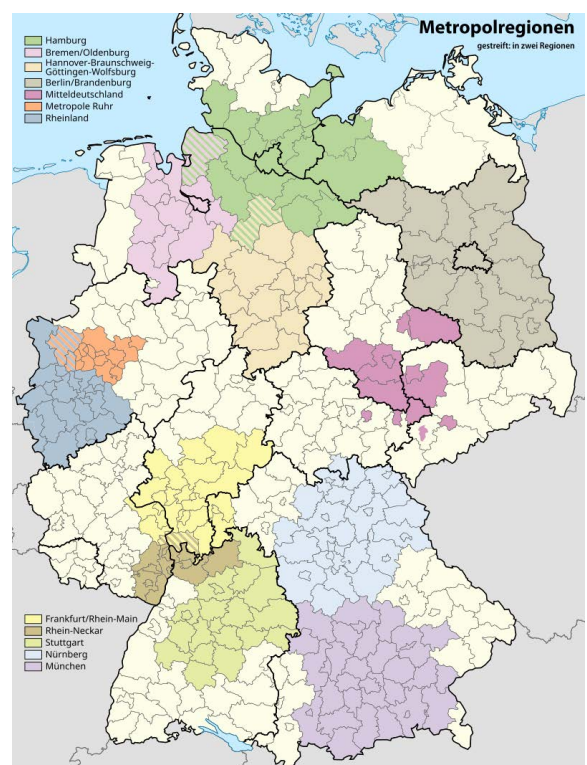 Metropolregionen
gestreift: in zwei Regionen
Hamburg
Bremen/Oldenburg
Hannover-Braunschweig-
Göttingen-Wolfsburg
Berlin/Brandenburg
Mitteldeutschland
Metropole Ruhr
Rheinland
Frankfurt/Rhein-Main
Rhein-Neckar
Stuttgart
Nürnberg
München